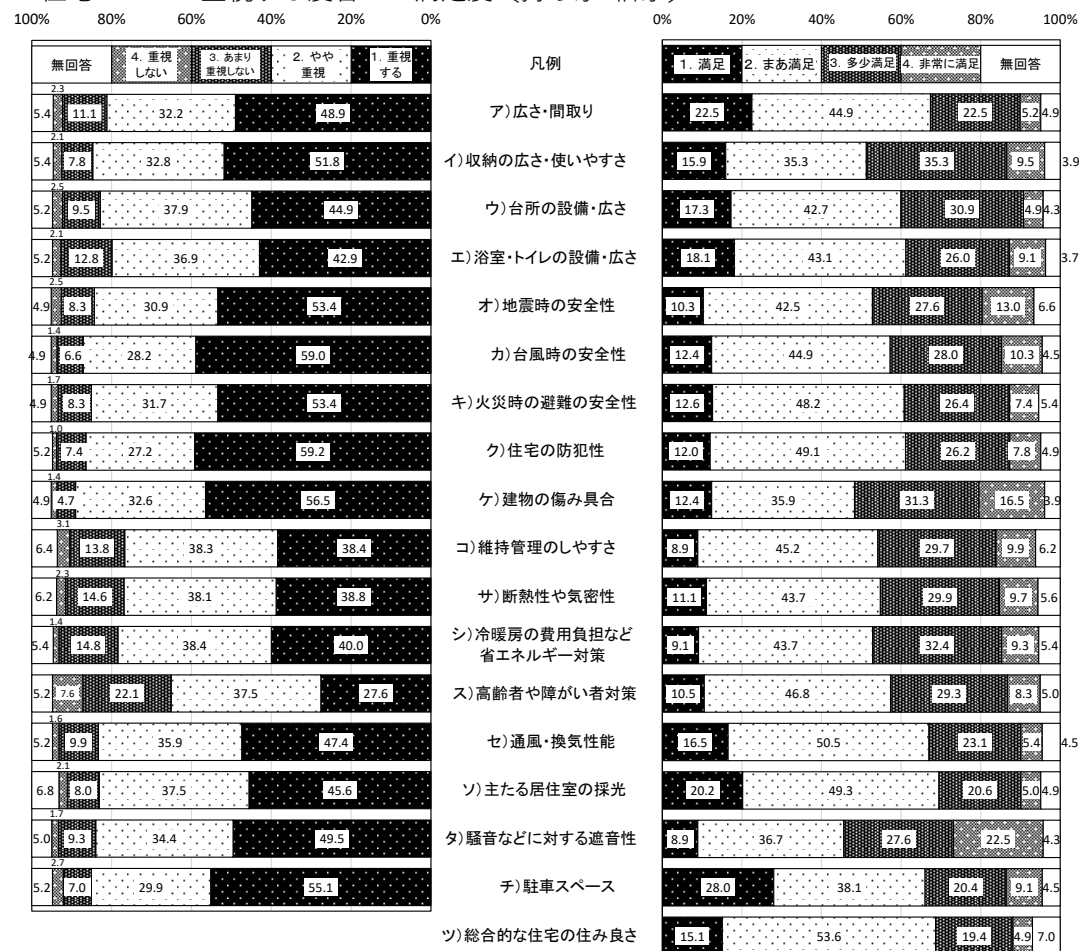 100% 80% 60% 40% 20% 0% 0% 20% 40% 60% 80% 100%
無回答 4. 重視しない 3. あまり重視しない 2. やや重視 1. 重視する 凡例 1. 満足 2. まあ満足 3. 多少満足 4. 非常に満足 無回答
2.3
5.4 11.1 32.2 48.9 ア)広さ・間取り 22.5 44.9 22.5 5.2 4.9
2.1
5.4 7.8 32.8 51.8 イ)収納の広さ・使いやすさ 15.9 35.3 35.3 9.5 3.9
2.5
5.2 9.5 37.9 44.9 ウ)台所の設備・広さ 17.3 42.7 30.9 4.9 4.3
2.1
5.2 12.8 36.9 42.9 エ)浴室・トイレの設備・広さ 18.1 43.1 26.0 9.1 3.7
2.5
4.9 8.3 30.9 53.4 オ)地震時の安全性 10.3 42.5 27.6 13.0 6.6
1.4
4.9 6.6 28.2 59.0 カ)台風時の安全性 12.4 44.9 28.0 10.3 4.5
1.7
4.9 8.3 31.7 53.4 キ)火災時の避難の安全性 12.6 48.2 26.4 7.4 5.4
1.0
5.2 7.4 27.2 59.2 ク)住宅の防犯性 12.0 49.1 26.2 7.8 4.9
1.4
4.9 4.7 32.6 56.5 ケ)建物の傷み具合 12.4 35.9 31.3 16.5 3.9
3.1
6.4 13.8 38.3 38.4 コ)維持管理のしやすさ 8.9 45.2 29.7 9.9 6.2
2.3
6.2 14.6 38.1 38.8 サ)断熱性や気密性 11.1 43.7 29.9 9.7 5.6
1.4
5.4 14.8 38.4 40.0 シ)冷暖房の費用負担など省エネルギー対策 9.1 43.7 32.4 9.3 5.4
5.2 7.6 22.1 37.5 27.6 ス)高齢者や障がい者対策 10.5 46.8 29.3 8.3 5.0
1.6
5.2 9.9 35.9 47.4 セ)通風・換気性能 16.5 50.5 23.1 5.4 4.5
2.1
6.8 8.0 37.5 45.6 ソ)主たる居住室の採光 20.2 49.3 20.6 5.0 4.9
1.7
5.0 9.3 34.4 49.5 タ)騒音などに対する遮音性 8.9 36.7 27.6 22.5 4.3
2.7
5.2 7.0 29.9 55.1 チ)駐車スペース 28.0 38.1 20.4 9.1 4.5
ツ)総合的な住宅の住み良さ 15.1 53.6 19.4 4.9 7.0